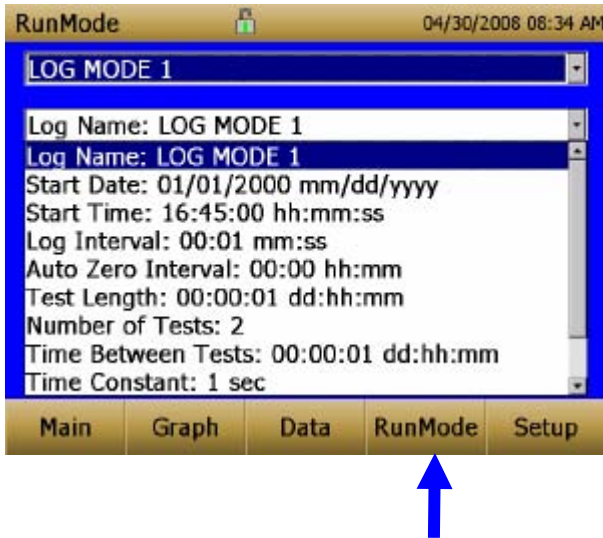 RunMode 04/30/2008 08:34 AM
LOG MODE 1
Log Name: LOG MODE 1
Log Name: LOG MODE 1
Start Date: 01/01/2000 mm/dd/yyyy
Start Time: 16:45:00 hh:mm:ss
Log Interval: 00:01 mm:ss
Auto Zero Interval: 00:00 hh:mm
Test Length: 00:00:01 dd:hh:mm
Number of Tests: 2
Time Between Tests: 00:00:01 dd:hh:mm
Time Constant: 1 sec
Main Graph Data RunMode Setup